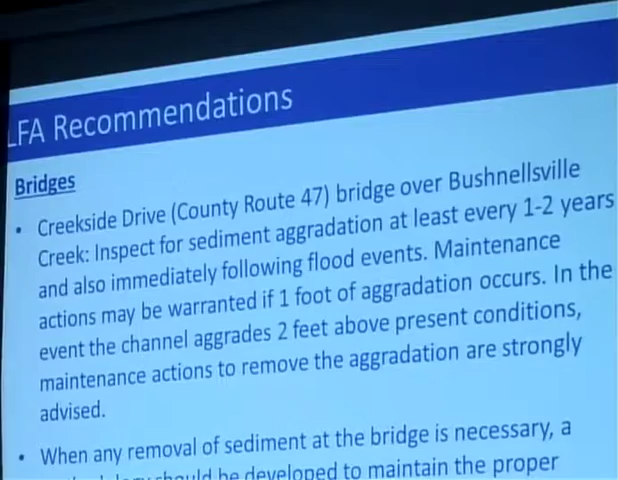 LFA Recommendations
Bridges
• Creekside Drive (County Route 47) bridge over Bushnellsville
Creek: Inspect for sediment aggradation at least every 1-2 years
and also immediately following flood events. Maintenance
actions may be warranted if 1 foot of aggradation occurs. In the
event the channel aggrades 2 feet above present conditions,
maintenance actions to remove the aggradation are strongly
advised.
• When any removal of sediment at the bridge is necessary, a
should be developed to maintain the proper